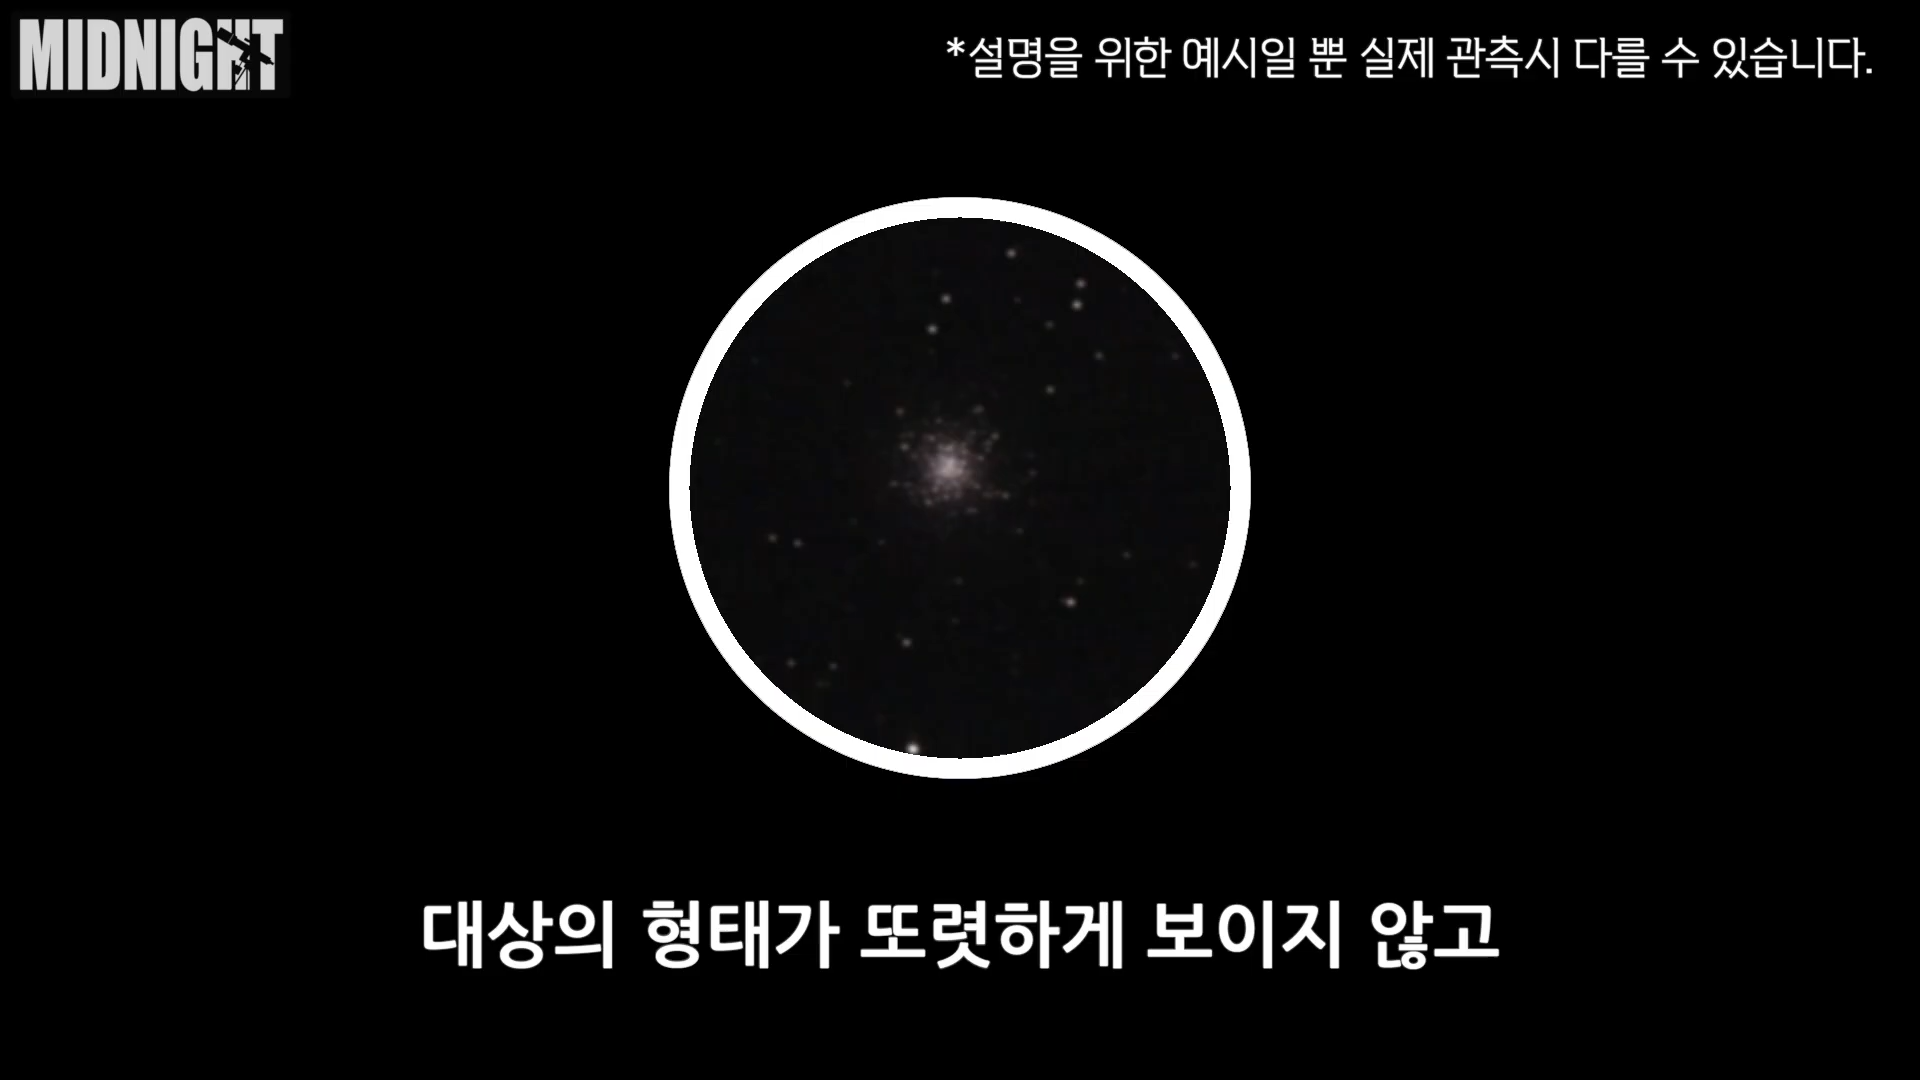 MIDNIGHT
*설명을 위한 예시일 뿐 실제 관측시 다를 수 있습니다.
대상의 형태가 또렷하게 보이지 않고